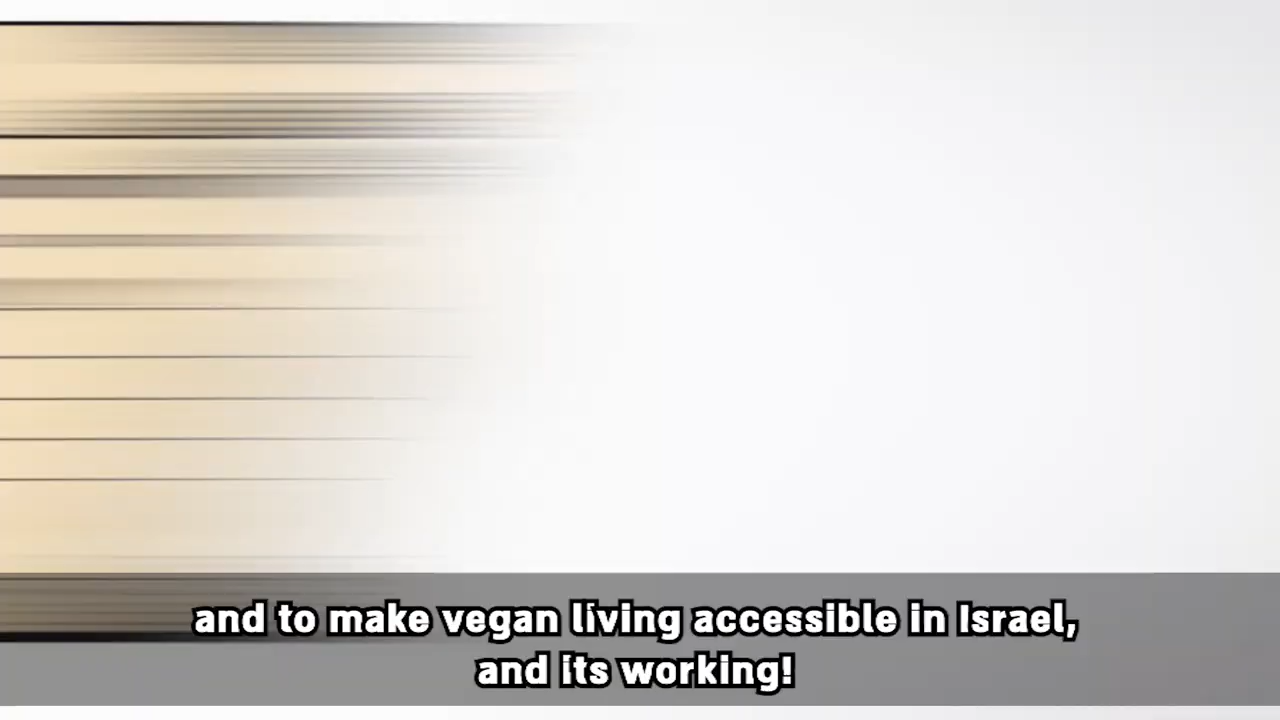 and to make vegan living accessible in Israel,
and its working!